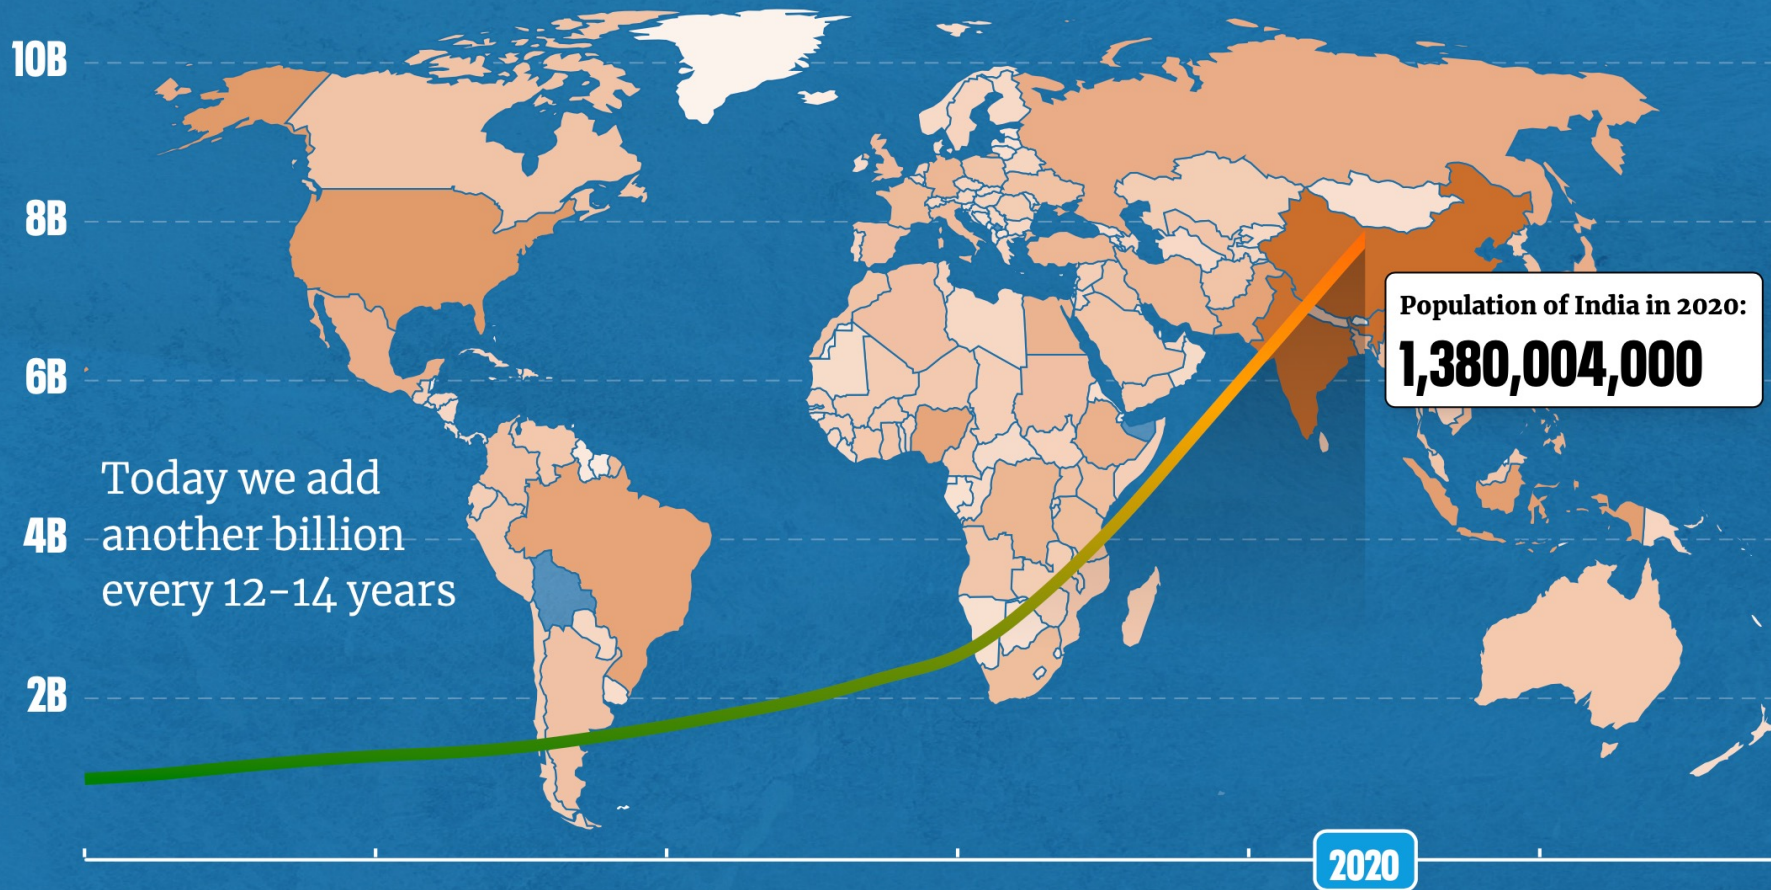 10B
8B
6B
4B
2B
Today we add
another billion
every 12-14 years
Population of India in 2020:
1,380,004,000
2020